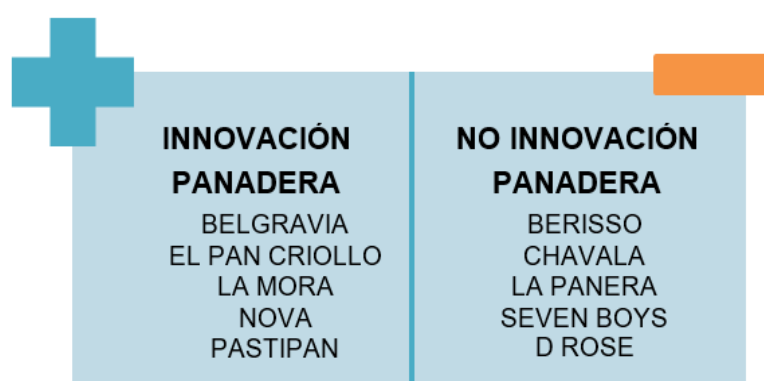 INNOVACIÓN
PANADERA
BELGRAVIA
EL PAN CRIOLLO
LA MORA
NOVA
PASTIPAN
NO INNOVACIÓN
PANADERA
BERISSO
CHAVALA
LA PANERA
SEVEN BOYS
D ROSE